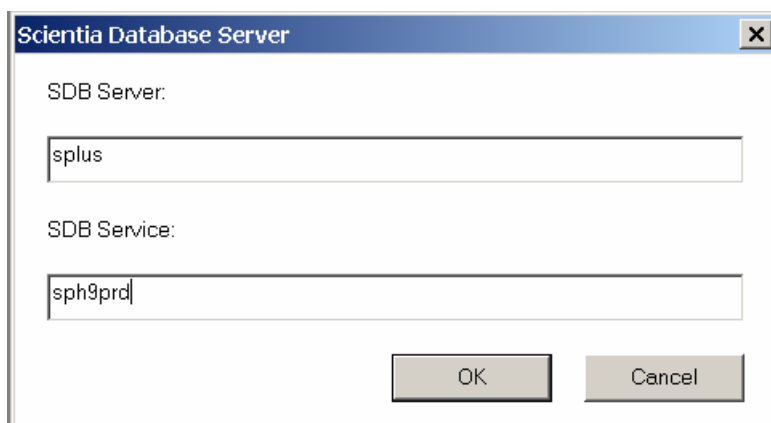 Scientia Database Server
SDB Server:
splus
SDB Service:
sph9prd
OK Cancel